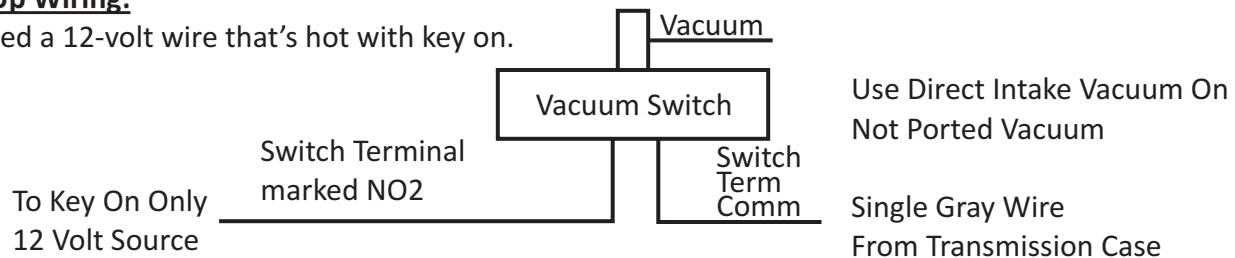 Wiring:
a 12-volt wire that's hot with key on.
Vacuum
Vacuum Switch
Use Direct Intake Vacuum On
Not Ported Vacuum
Switch Terminal
marked NO2
Switch
Term
Comm
To Key On Only
12 Volt Source
Single Gray Wire
From Transmission Case